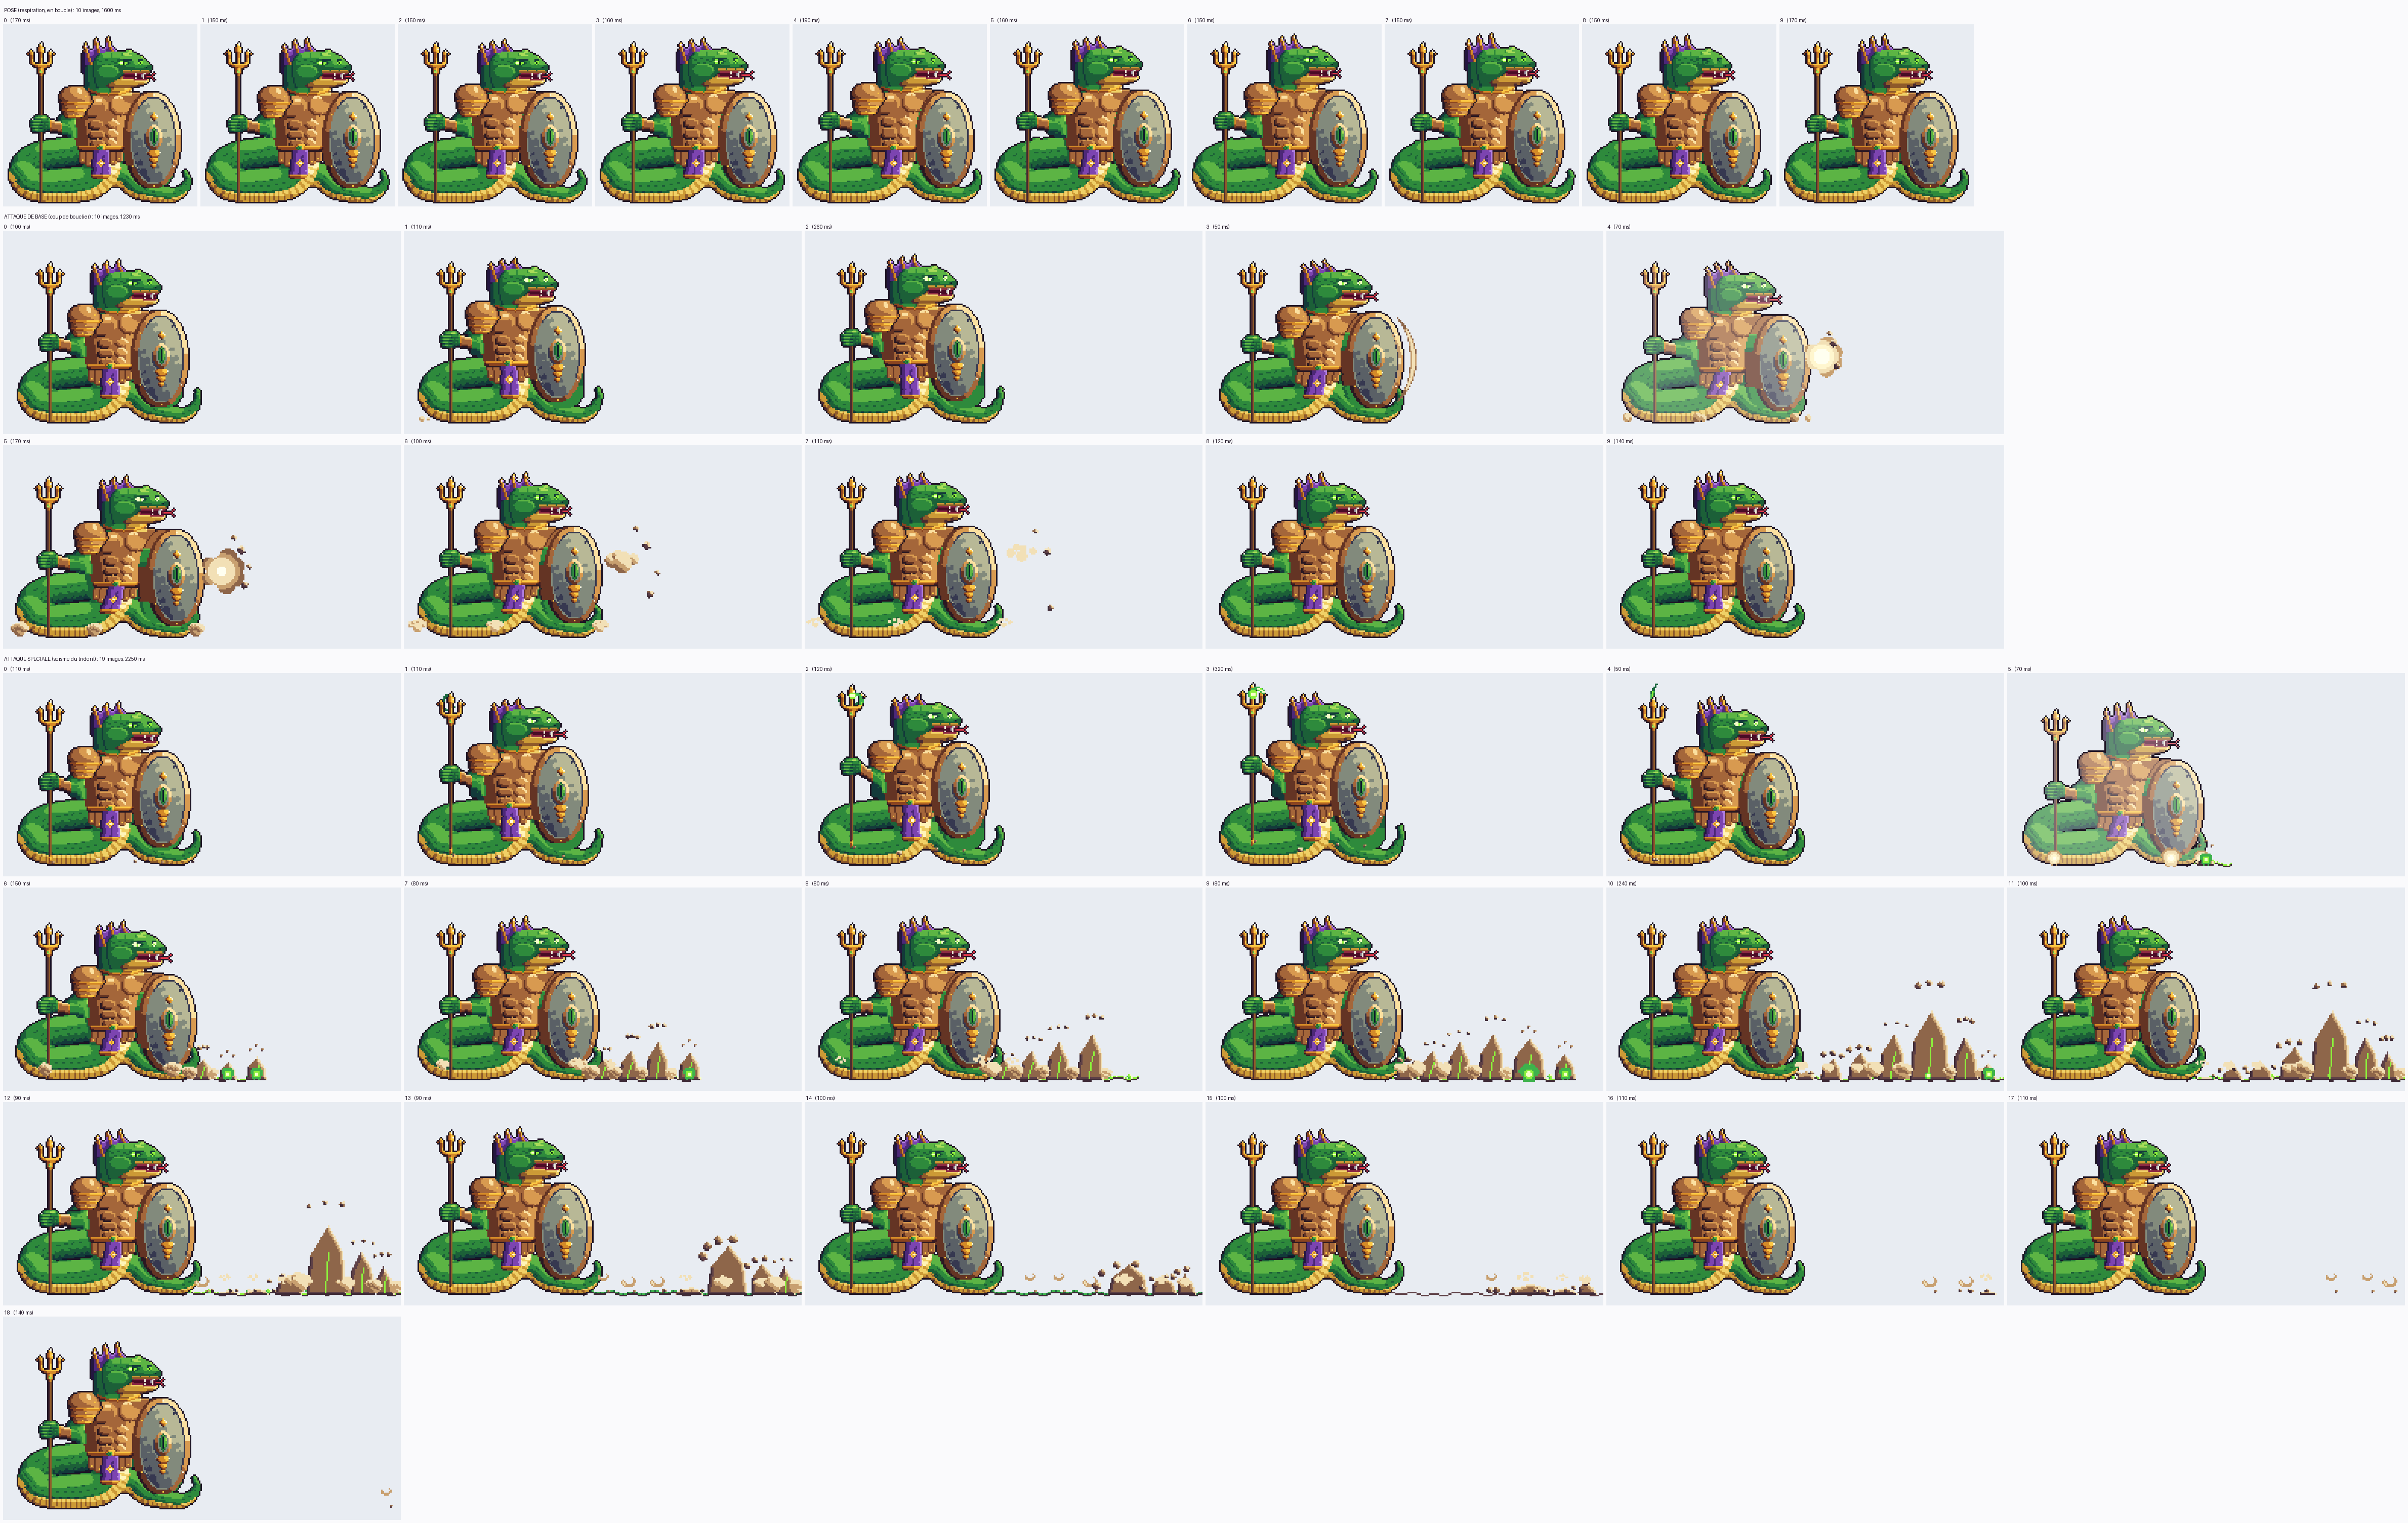 POSE (respiration, en boucle) : 10 images, 1600 ms
0 (170 ms) 1 (150 ms) 2 (150 ms) 3 (160 ms) 4 (190 ms) 5 (160 ms) 6 (150 ms) 7 (150 ms) 8 (150 ms) 9 (170 ms)
ATTAQUE DE BASE (coup de bouclier) : 10 images, 1230 ms
0 (100 ms) 1 (110 ms) 2 (260 ms) 3 (50 ms) 4 (70 ms)
5 (170 ms) 6 (100 ms) 7 (110 ms) 8 (120 ms) 9 (140 ms)
ATTAQUE SPECIALE (seisme du trident) : 19 images, 2250 ms
0 (110 ms) 1 (110 ms) 2 (120 ms) 3 (320 ms) 4 (50 ms) 5 (70 ms)
6 (150 ms) 7 (80 ms) 8 (80 ms) 9 (80 ms) 10 (240 ms) 11 (100 ms)
12 (90 ms) 13 (90 ms) 14 (100 ms) 15 (100 ms) 16 (110 ms) 17 (110 ms)
18 (140 ms)